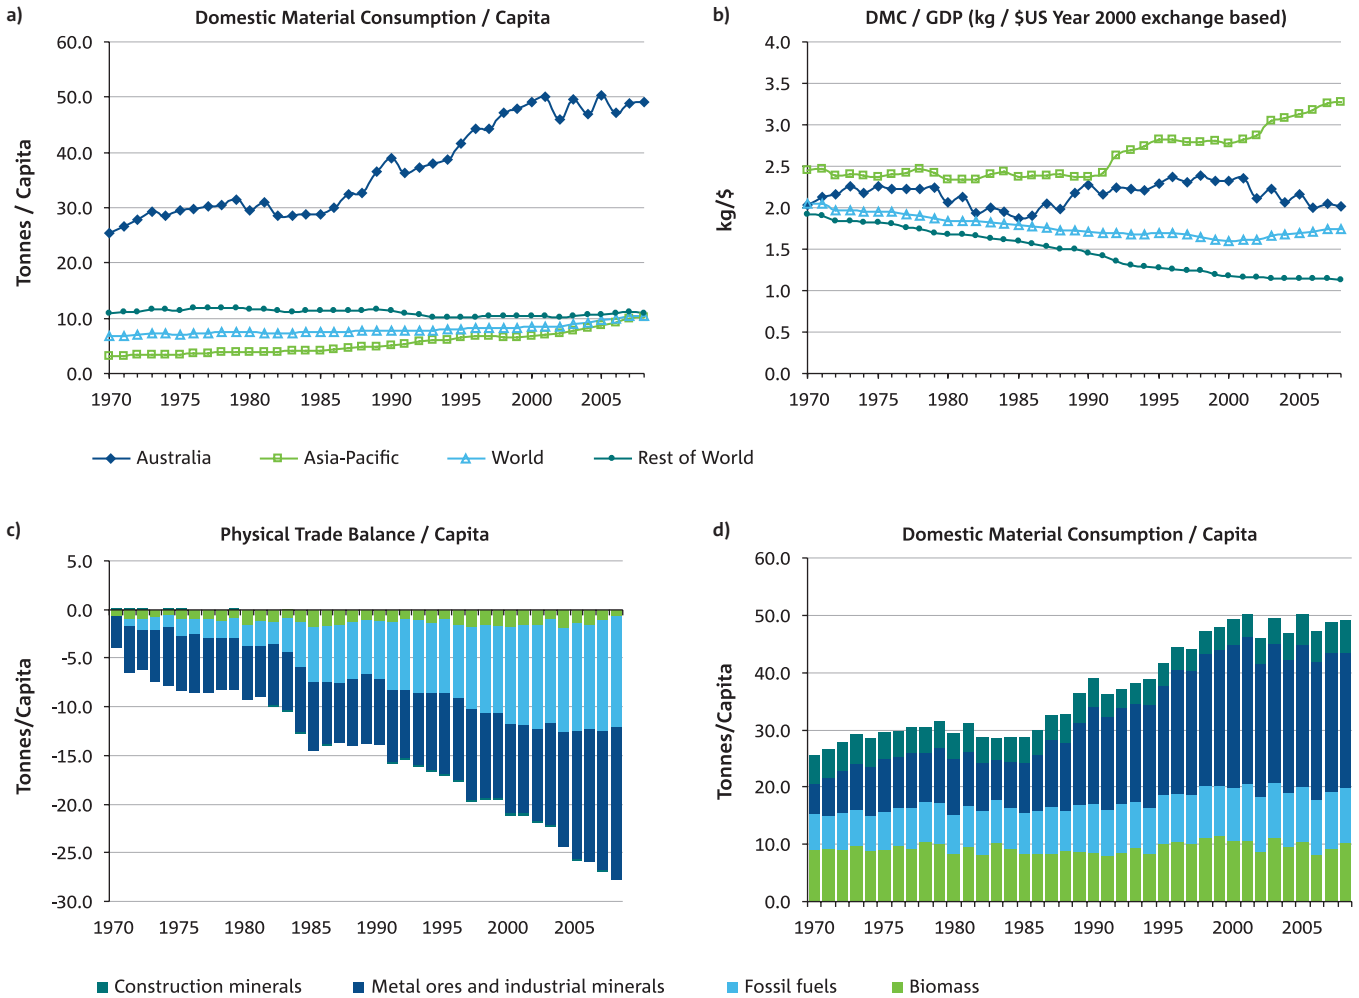 a)
Domestic Material Consumption / Capita
Tonnes / Capita
60.0
50.0
40.0
30.0
20.0
10.0
0.0
1970 1975 1980 1985 1990 1995 2000 2005
b)
DMC / GDP (kg / $US Year 2000 exchange based)
kg/$
4.0
3.5
3.0
2.5
2.0
1.5
1.0
0.5
0.0
1970 1975 1980 1985 1990 1995 2000 2005
Australia Asia-Pacific World Rest of World
c)
Physical Trade Balance / Capita
Tonnes/Capita
5.0
0.0
-5.0
-10.0
-15.0
-20.0
-25.0
-30.0
1970 1975 1980 1985 1990 1995 2000 2005
d)
Domestic Material Consumption / Capita
Tonnes/Capita
60.0
50.0
40.0
30.0
20.0
10.0
0.0
1970 1975 1980 1985 1990 1995 2000 2005
Construction minerals Metal ores and industrial minerals Fossil fuels Biomass